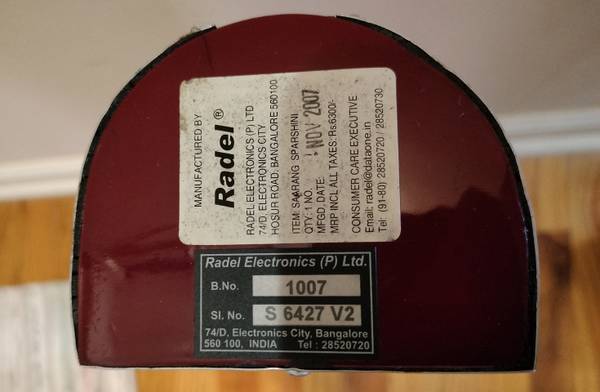 MANUFACTURED BY
Radel®
RADEL ELECTRONICS (P) LTD
74/D, ELECTRONICS CITY
HOSUR ROAD, BANGALORE 560100
ITEM: SAARANG SPARSHINI
QTY: 1 NO.
MFGD. DATE: NOV 2007
MRP INCL ALL TAXES: Rs.6300/-
CONSUMER CARE EXECUTIVE
Email: radel@dataone.in
Tel: (91-80) 28520720 / 28520730
Radel Electronics (P) Ltd.
B.No. 1007
Sl. No. S 6427 V2
74/D, Electronics City, Bangalore
560 100, INDIA Tel : 28520720